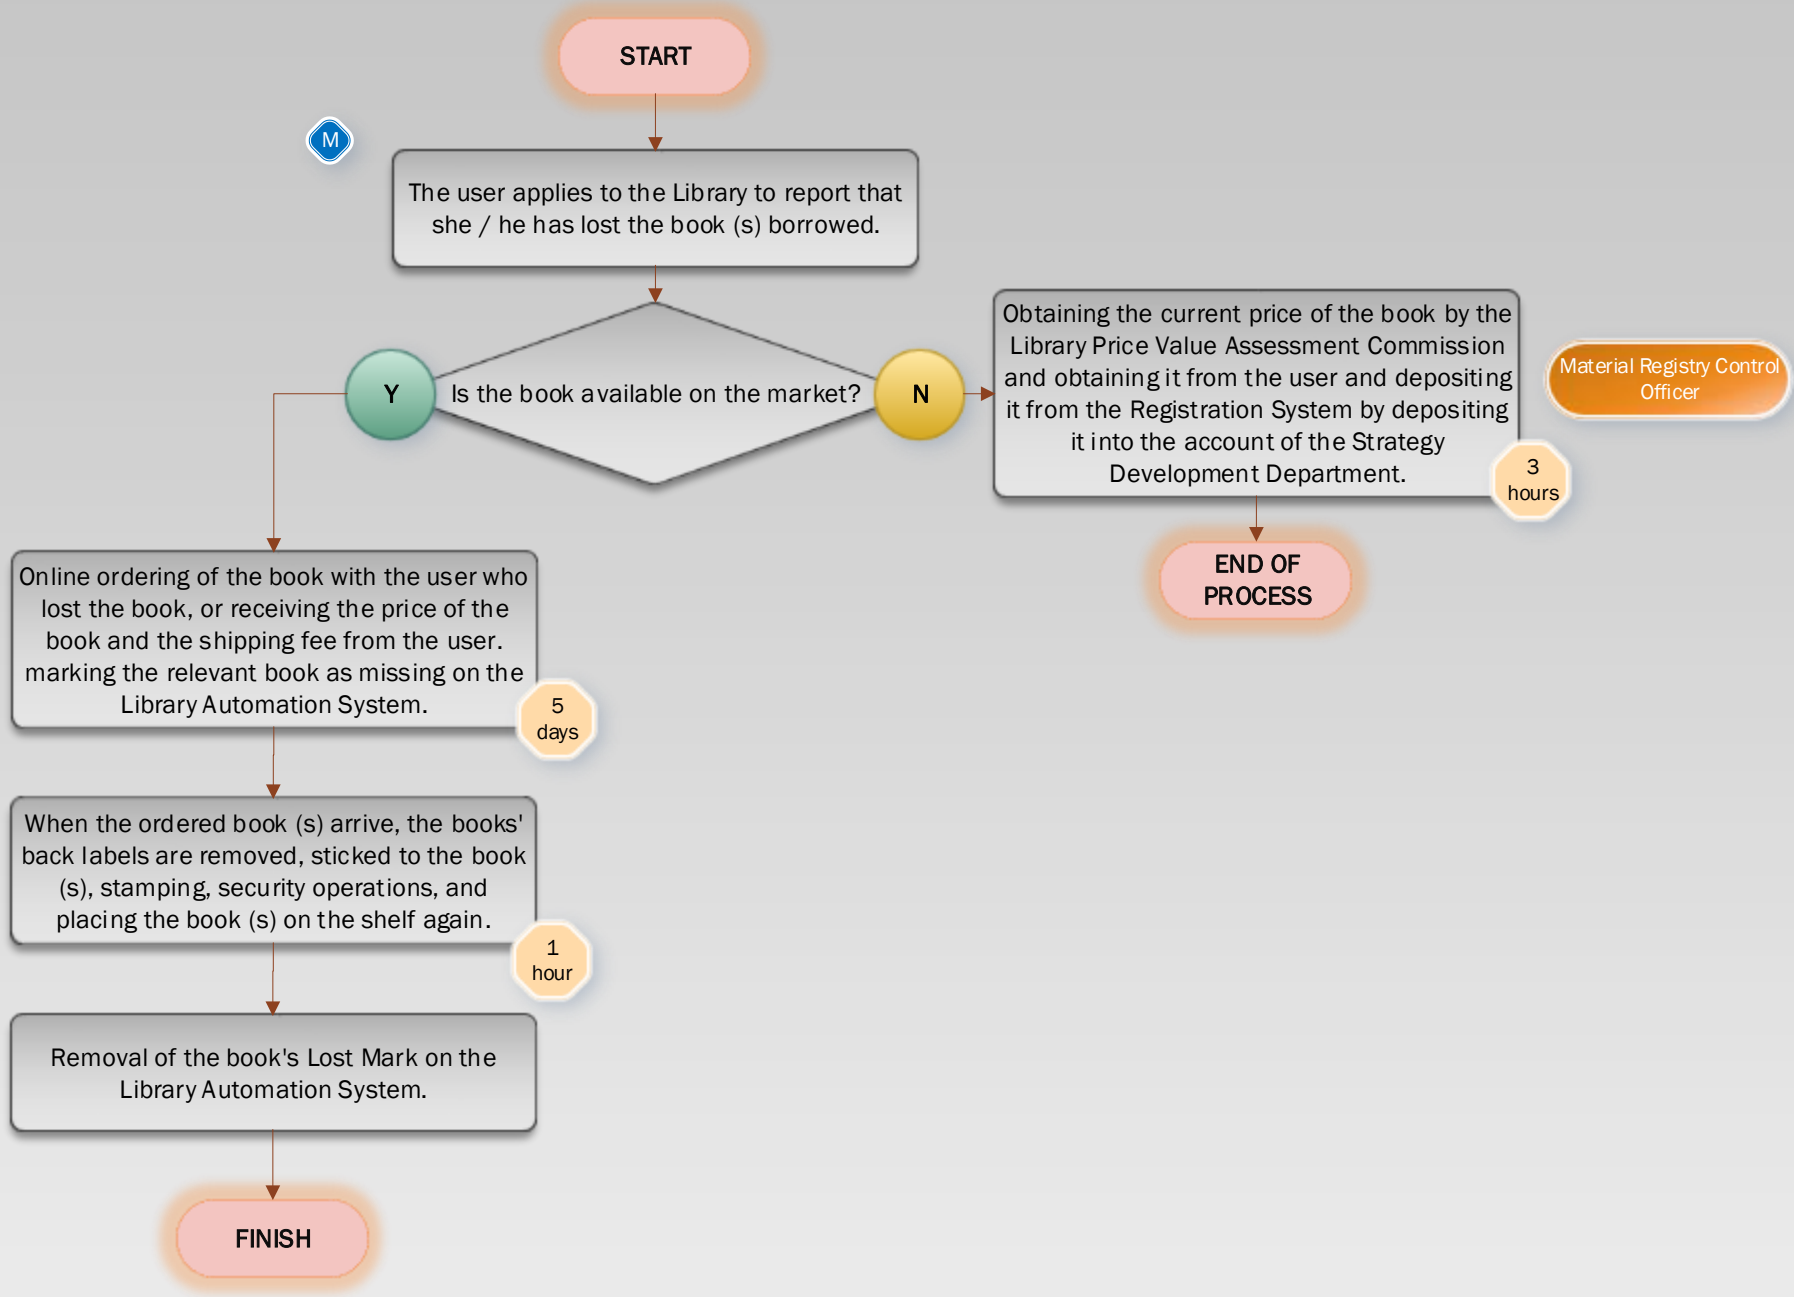 START
M
The user applies to the Library to report that
she / he has lost the book (s) borrowed.
Y
Is the book available on the market?
N
Obtaining the current price of the book by the
Library Price Value Assessment Commission
and obtaining it from the user and depositing
it from the Registration System by depositing
it into the account of the Strategy
Development Department.
Material Registry Control
Officer
3
hours
END OF
PROCESS
Online ordering of the book with the user who
lost the book, or receiving the price of the
book and the shipping fee from the user.
marking the relevant book as missing on the
Library Automation System.
5
days
When the ordered book (s) arrive, the books'
back labels are removed, sticked to the book
(s), stamping, security operations, and
placing the book (s) on the shelf again.
1
hour
Removal of the book's Lost Mark on the
Library Automation System.
FINISH